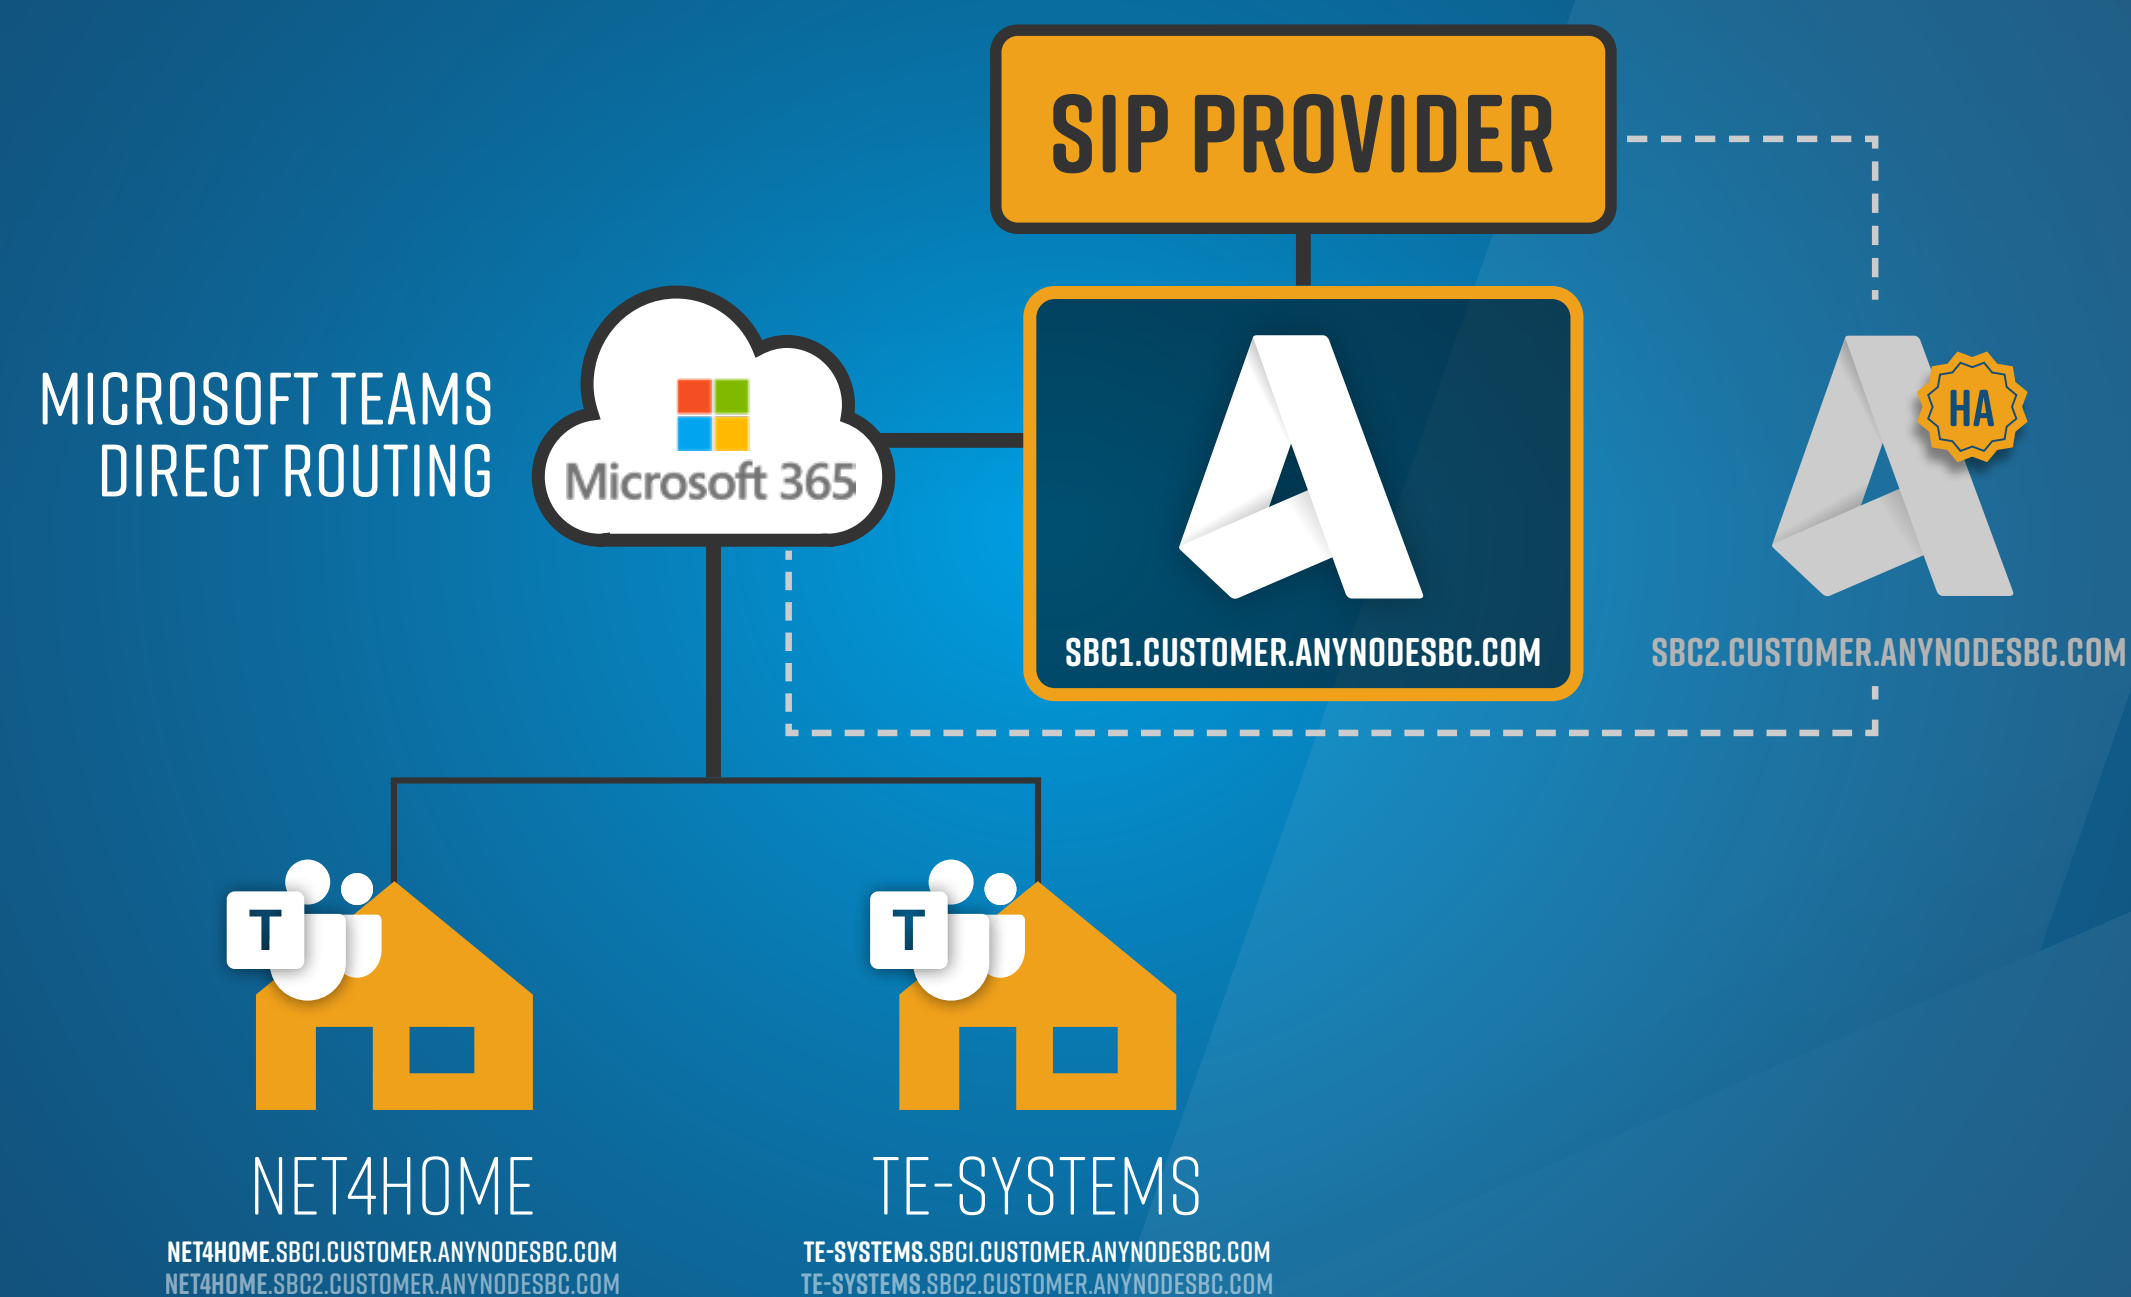 SIP PROVIDER
MICROSOFT TEAMS
DIRECT ROUTING
Microsoft 365
HA
SBC1.CUSTOMER.ANYNODESBC.COM
SBC2.CUSTOMER.ANYNODESBC.COM
T
T
NET4HOME
TE-SYSTEMS
NET4HOME.SBC1.CUSTOMER.ANYNODESBC.COM
NET4HOME.SBC2.CUSTOMER.ANYNODESBC.COM
TE-SYSTEMS.SBC1.CUSTOMER.ANYNODESBC.COM
TE-SYSTEMS.SBC2.CUSTOMER.ANYNODESBC.COM